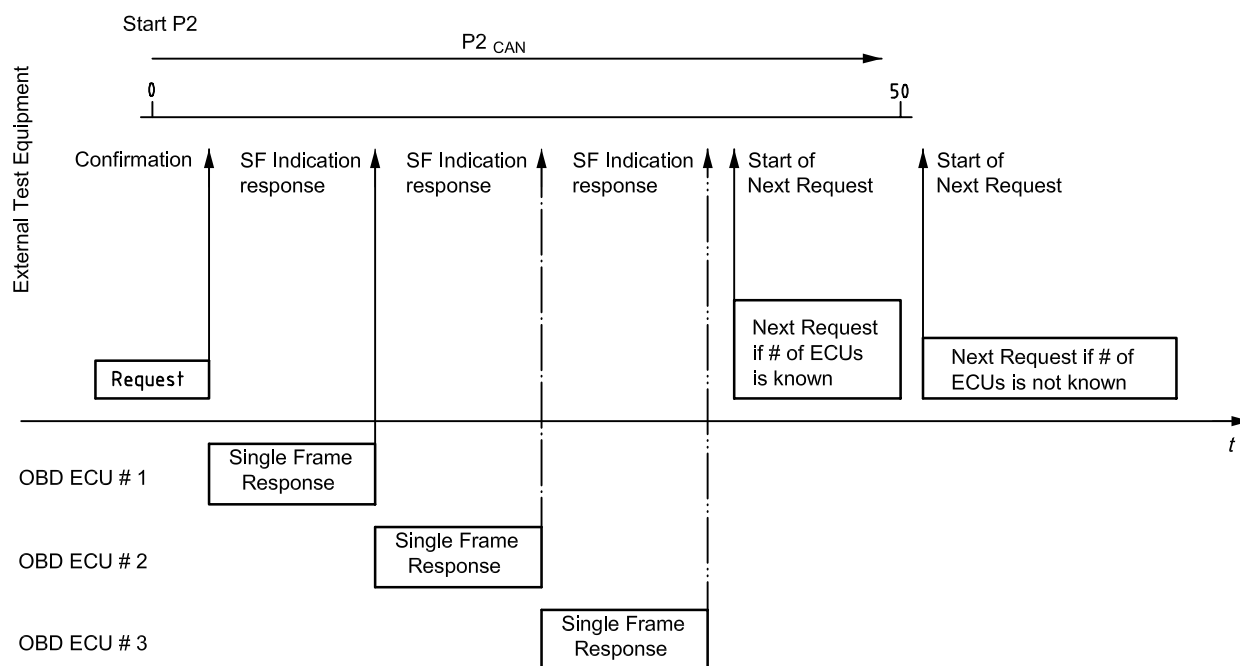 Start P2
P2 CAN
0
50
External Test Equipment
Confirmation
SF Indication
response
SF Indication
response
SF Indication
response
Start of
Next Request
Start of
Next Request
Request
Next Request
if # of ECUs
is known
Next Request if # of
ECUs is not known
t
OBD ECU # 1
Single Frame
Response
OBD ECU # 2
Single Frame
Response
OBD ECU # 3
Single Frame
Response